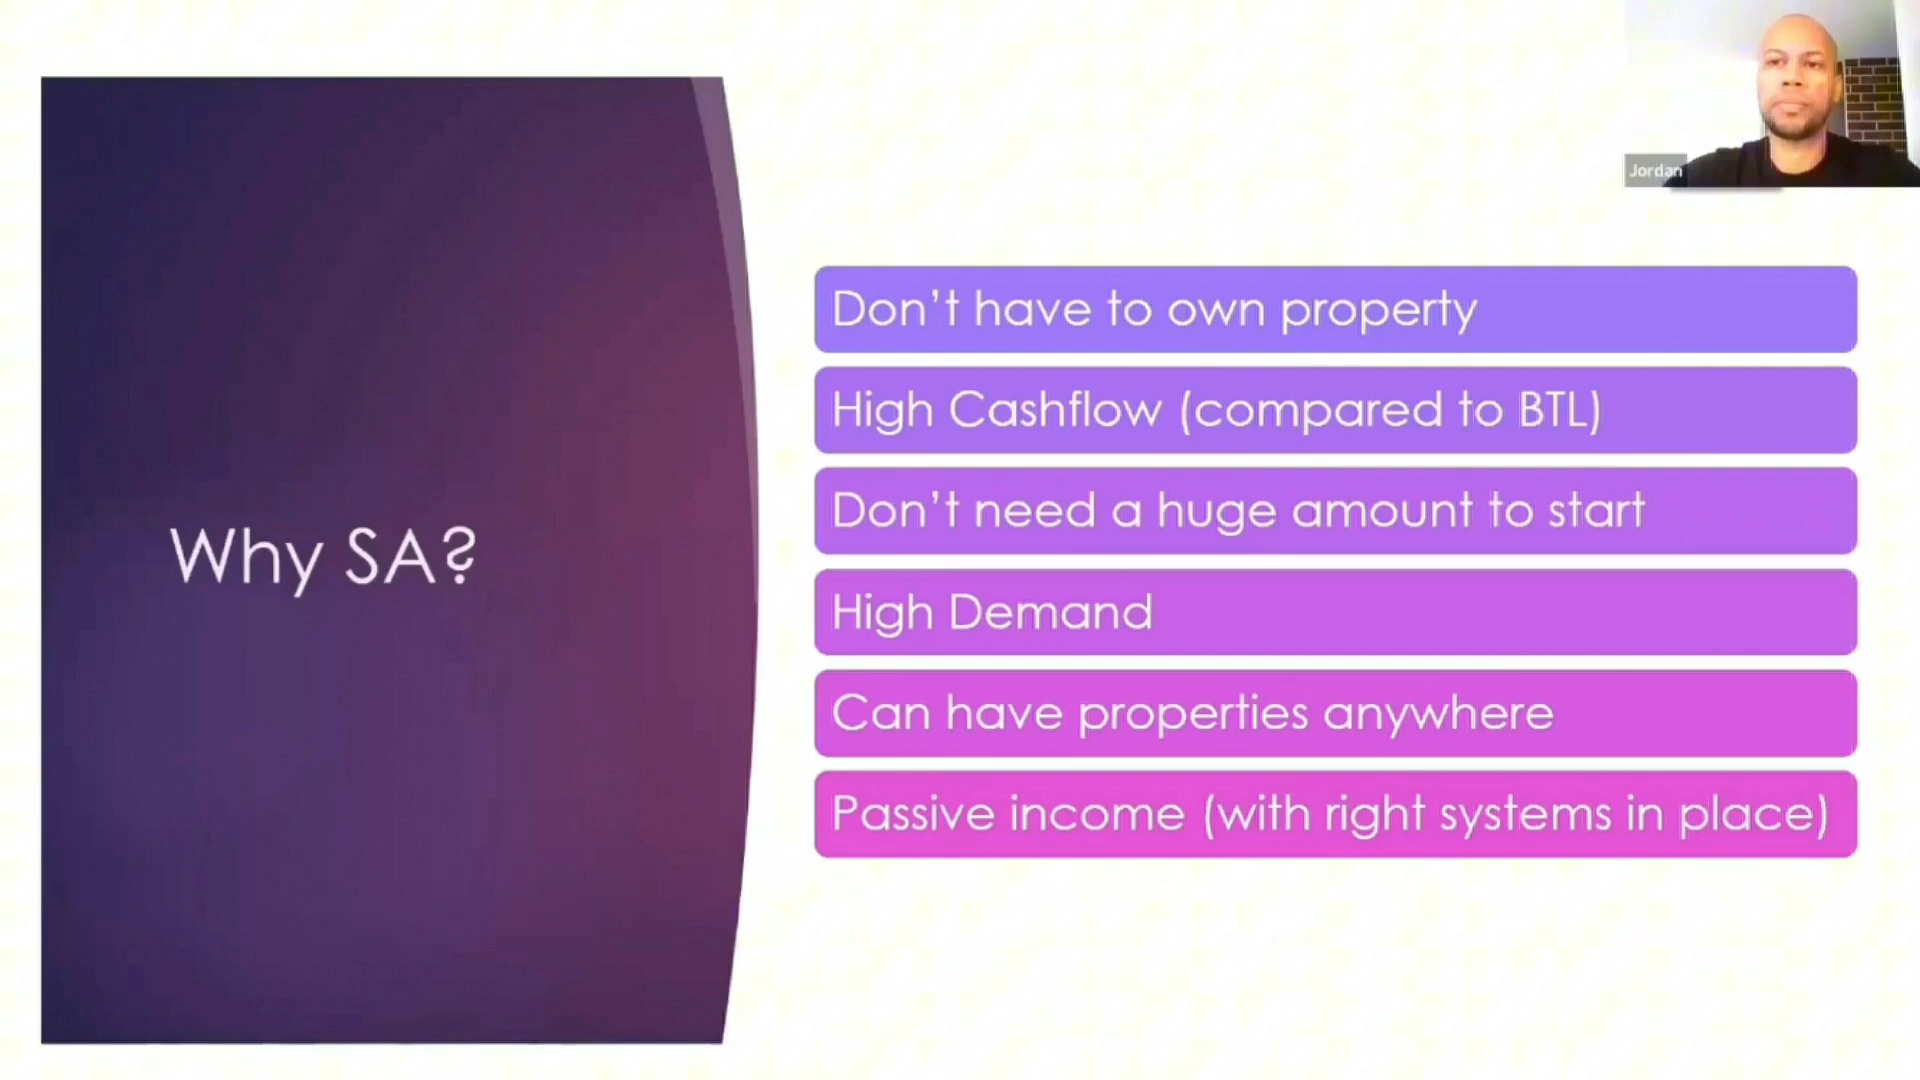 Jordan
Why SA?
Don’t have to own property
High Cashflow (compared to BTL)
Don’t need a huge amount to start
High Demand
Can have properties anywhere
Passive income (with right systems in place)